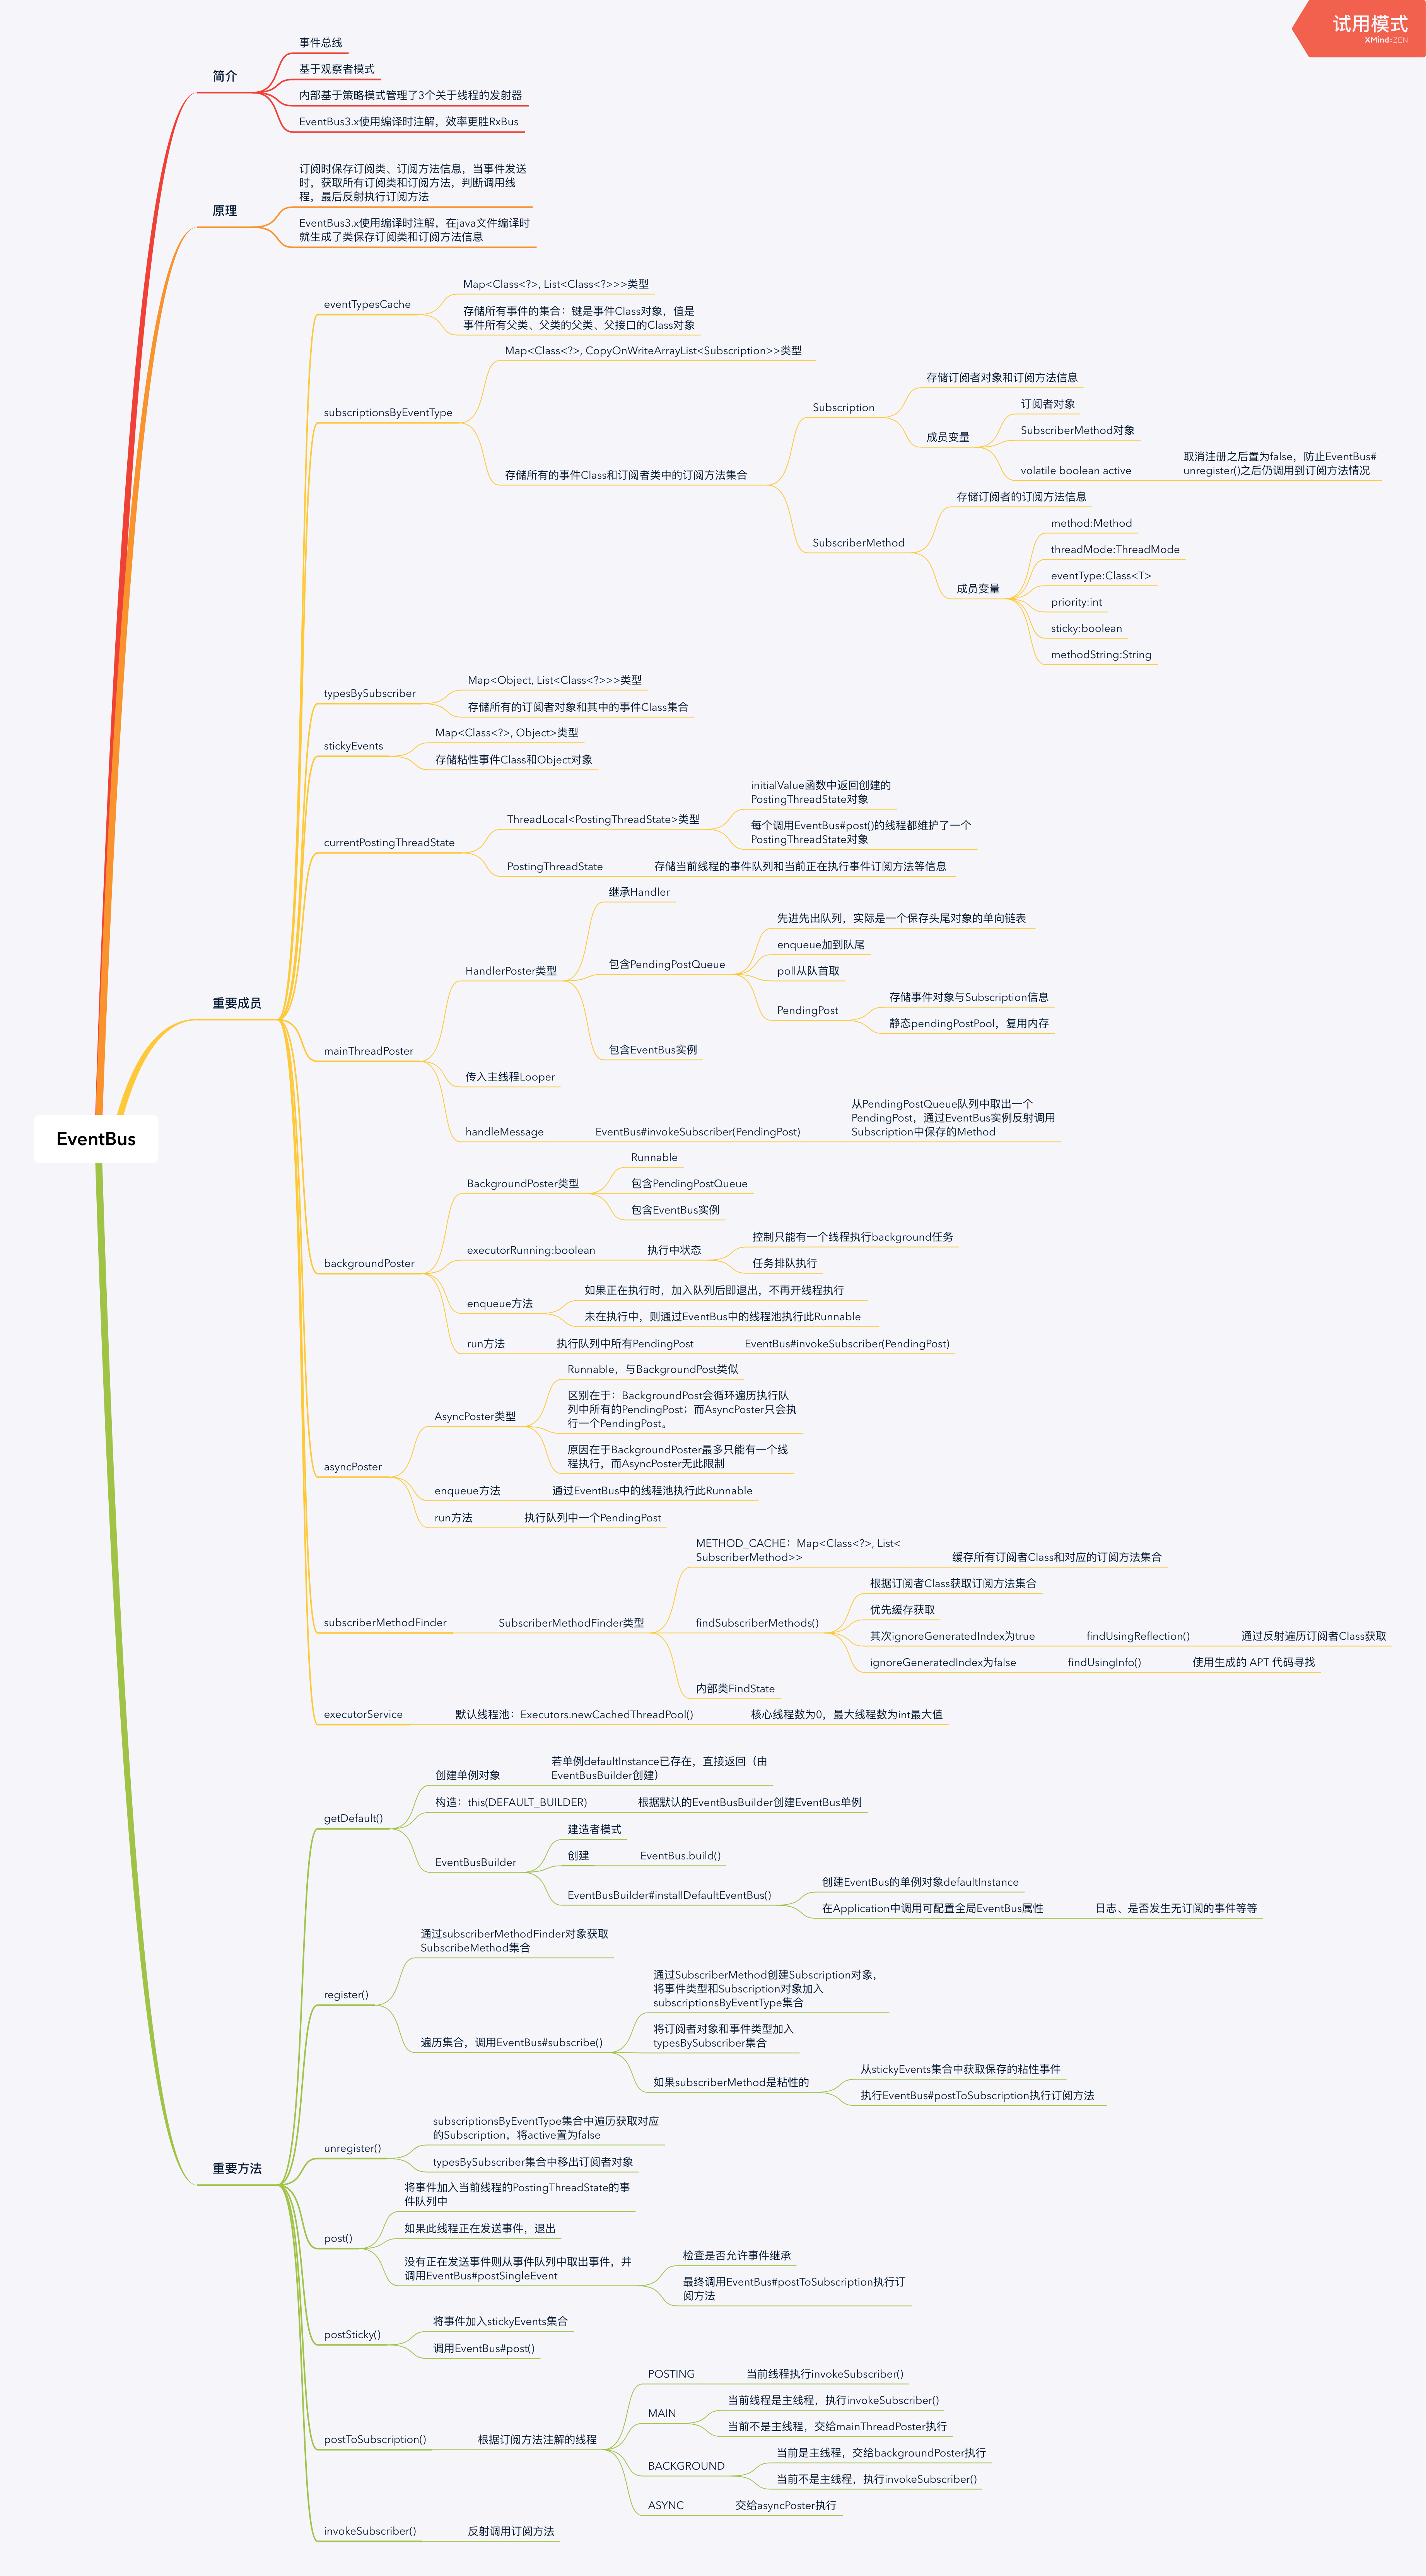 试用模式
XMind:ZEN
EventBus
简介
事件总线
基于观察者模式
内部基于策略模式管理了3个关于线程的发射器
EventBus3.x使用编译时注解，效率更胜RxBus
原理
订阅时保存订阅类、订阅方法信息，当事件发送
时，获取所有订阅类和订阅方法，判断调用线
程，最后反射执行订阅方法
EventBus3.x使用编译时注解，在java文件编译时
就生成了类保存订阅类和订阅方法信息
重要成员
eventTypesCache
Map<Class<?>, List<Class<?>>>类型
存储所有事件的集合：键是事件Class对象，值是
事件所有父类、父类的父类、父接口的Class对象
subscriptionsByEventType
Map<Class<?>, CopyOnWriteArrayList<Subscription>>类型
存储所有的事件Class和订阅者类中的订阅方法集合
Subscription
存储订阅者对象和订阅方法信息
成员变量
订阅者对象
SubscriberMethod对象
volatile boolean active
取消注册之后置为false，防止EventBus#
unregister()之后仍调用到订阅方法情况
SubscriberMethod
存储订阅者的订阅方法信息
成员变量
method:Method
threadMode:ThreadMode
eventType:Class<T>
priority:int
sticky:boolean
methodString:String
typesBySubscriber
Map<Object, List<Class<?>>>类型
存储所有的订阅者对象和其中的事件Class集合
stickyEvents
Map<Class<?>, Object>类型
存储粘性事件Class和Object对象
currentPostingThreadState
ThreadLocal<PostingThreadState>类型
initialValue函数中返回创建的
PostingThreadState对象
每个调用EventBus#post()的线程都维护了一个
PostingThreadState对象
PostingThreadState
存储当前线程的事件队列和当前正在执行事件订阅方法等信息
mainThreadPoster
HandlerPoster类型
继承Handler
包含PendingPostQueue
先进先出队列，实际是一个保存头尾对象的单向链表
enqueue加到队尾
poll从队首取
PendingPost
存储事件对象与Subscription信息
静态pendingPostPool，复用内存
包含EventBus实例
传入主线程Looper
handleMessage
EventBus#invokeSubscriber(PendingPost)
从PendingPostQueue队列中取出一个
PendingPost，通过EventBus实例反射调用
Subscription中保存的Method
backgroundPoster
BackgroundPoster类型
Runnable
包含PendingPostQueue
包含EventBus实例
executorRunning:boolean
执行中状态
控制只能有一个线程执行background任务
任务排队执行
enqueue方法
如果正在执行时，加入队列后即退出，不再开线程执行
未在执行中，则通过EventBus中的线程池执行此Runnable
run方法
执行队列中所有PendingPost
EventBus#invokeSubscriber(PendingPost)
asyncPoster
AsyncPoster类型
Runnable，与BackgroundPost类似
区别在于：BackgroundPost会循环遍历执行队
列中所有的PendingPost；而AsyncPoster只会执
行一个PendingPost。
原因在于BackgroundPoster最多只能有一个线
程执行，而AsyncPoster无此限制
enqueue方法
通过EventBus中的线程池执行此Runnable
run方法
执行队列中一个PendingPost
subscriberMethodFinder
SubscriberMethodFinder类型
METHOD_CACHE：Map<Class<?>, List<
SubscriberMethod>>
缓存所有订阅者Class和对应的订阅方法集合
findSubscriberMethods()
根据订阅者Class获取订阅方法集合
优先缓存获取
其次ignoreGeneratedIndex为true
findUsingReflection()
通过反射遍历订阅者Class获取
ignoreGeneratedIndex为false
findUsingInfo()
使用生成的 APT 代码寻找
内部类FindState
executorService
默认线程池：Executors.newCachedThreadPool()
核心线程数为0，最大线程数为int最大值
重要方法
getDefault()
创建单例对象
若单例defaultInstance已存在，直接返回（由
EventBusBuilder创建）
构造：this(DEFAULT_BUILDER)
根据默认的EventBusBuilder创建EventBus单例
EventBusBuilder
建造者模式
创建
EventBus.build()
EventBusBuilder#installDefaultEventBus()
创建EventBus的单例对象defaultInstance
在Application中调用可配置全局EventBus属性
日志、是否发生无订阅的事件等等
register()
通过subscriberMethodFinder对象获取
SubscribeMethod集合
遍历集合，调用EventBus#subscribe()
通过SubscriberMethod创建Subscription对象，
将事件类型和Subscription对象加入
subscriptionsByEventType集合
将订阅者对象和事件类型加入
typesBySubscriber集合
如果subscriberMethod是粘性的
从stickyEvents集合中获取保存的粘性事件
执行EventBus#postToSubscription执行订阅方法
unregister()
subscriptionsByEventType集合中遍历获取对应
的Subscription，将active置为false
typesBySubscriber集合中移出订阅者对象
post()
将事件加入当前线程的PostingThreadState的事
件队列中
如果此线程正在发送事件，退出
没有正在发送事件则从事件队列中取出事件，并
调用EventBus#postSingleEvent
检查是否允许事件继承
最终调用EventBus#postToSubscription执行订
阅方法
postSticky()
将事件加入stickyEvents集合
调用EventBus#post()
postToSubscription()
根据订阅方法注解的线程
POSTING
当前线程执行invokeSubscriber()
MAIN
当前线程是主线程，执行invokeSubscriber()
当前不是主线程，交给mainThreadPoster执行
BACKGROUND
当前是主线程，交给backgroundPoster执行
当前不是主线程，执行invokeSubscriber()
ASYNC
交给asyncPoster执行
invokeSubscriber()
反射调用订阅方法